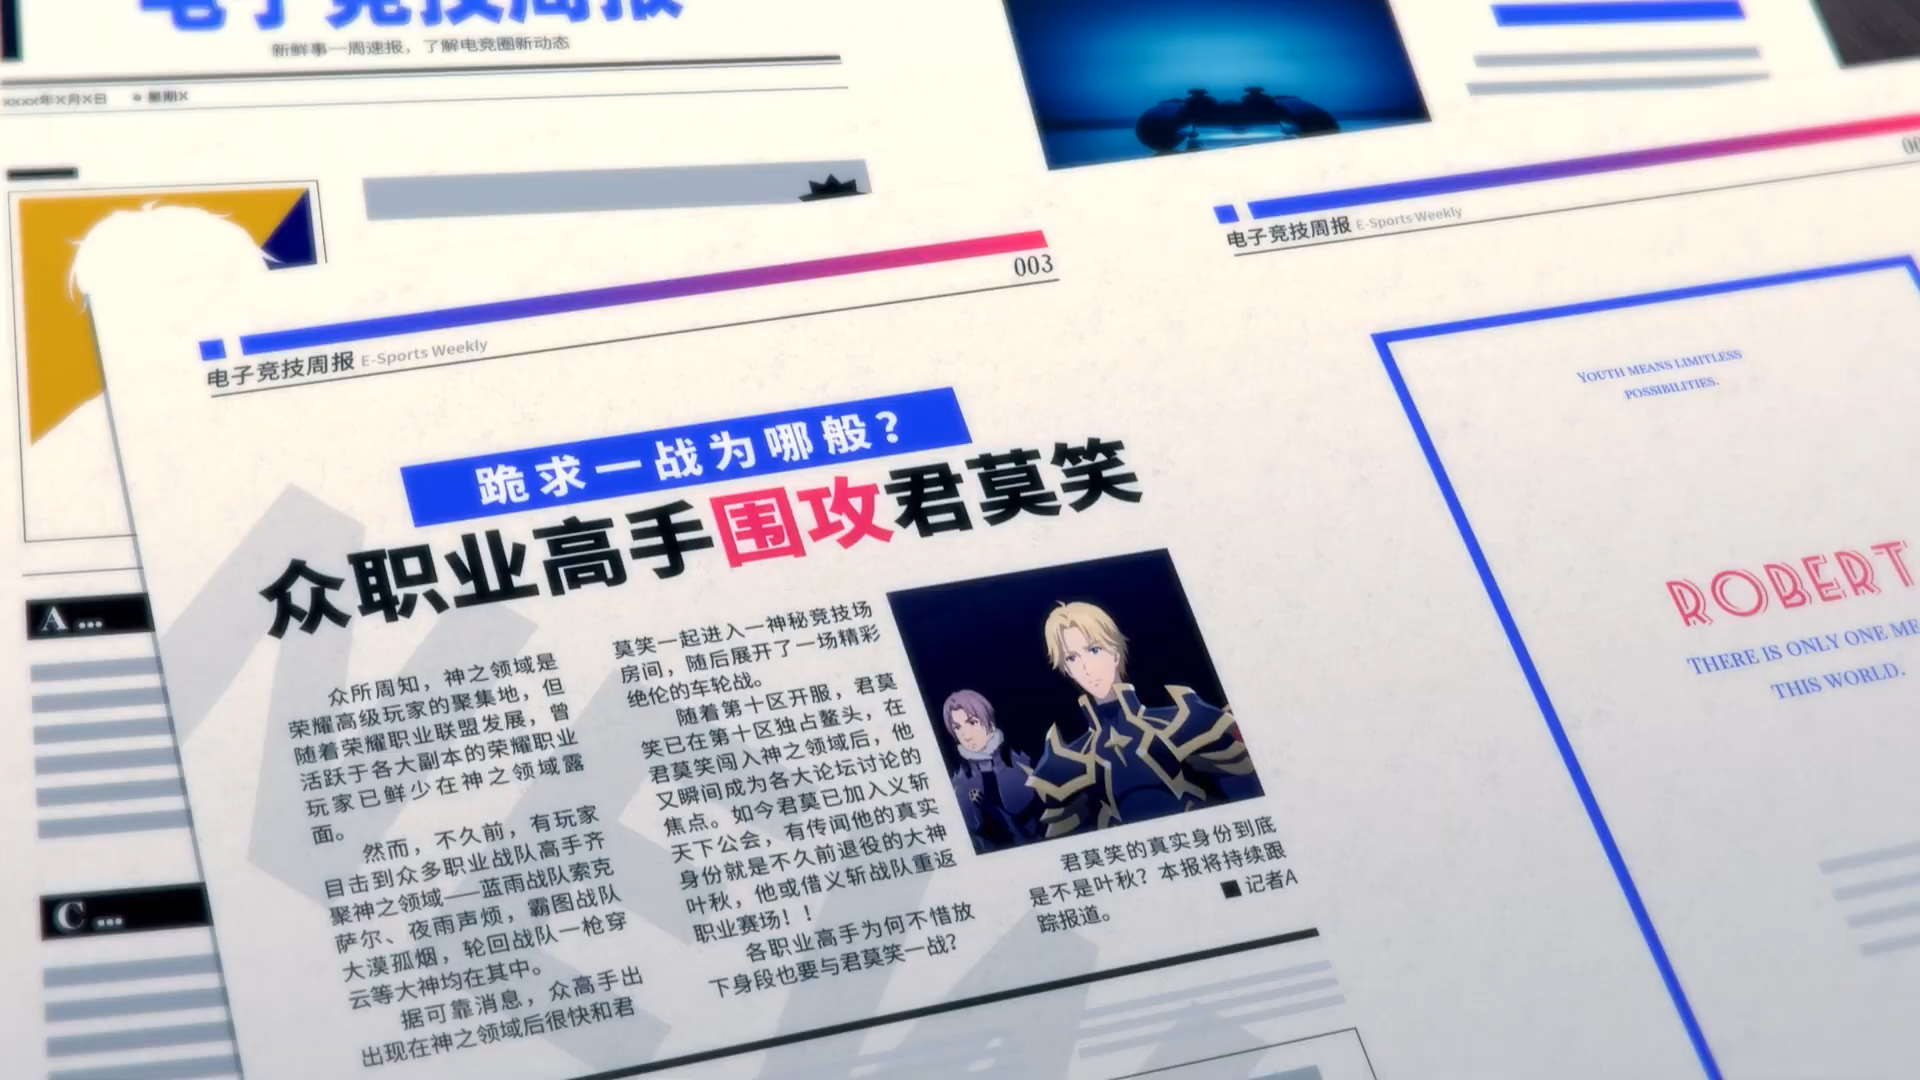 电子竞技周报
新鲜事一周速报，了解电竞圈新动态
xxxx年X月X日
星期X
003
电子竞技周报 E-Sports Weekly
跪求一战为哪般？
众职业高手围攻君莫笑
众所周知，神之领域是
荣耀高级玩家的聚集地，但
随着荣耀职业联盟发展，曾
活跃于各大副本的荣耀职业
玩家已鲜少在神之领域露
面。
然而，不久前，有玩家
目击到众多职业战队高手齐
聚神之领域——蓝雨战队索克
萨尔、夜雨声烦，霸图战队
大漠孤烟，轮回战队一枪穿
云等大神均在其中。
据可靠消息，众高手出
出现在神之领域后很快和君
莫笑一起进入一神秘竞技场
房间，随后展开了一场精彩
绝伦的车轮战。
随着第十区开服，君莫
笑已在第十区独占鳌头，在
君莫笑闯入神之领域后，他
又瞬间成为各大论坛讨论的
焦点。如今君莫已加入义斩
天下公会，有传闻他的真实
身份就是不久前退役的大神
叶秋，他或借义斩战队重返
职业赛场！！
各职业高手为何不惜放
下身段也要与君莫笑一战？
君莫笑的真实身份到底
是不是叶秋？本报将持续跟
踪报道。
■ 记者A
A ...
C ...
电子竞技周报 E-Sports Weekly
YOUTH MEANS LIMITLESS
POSSIBILITIES.
ROBERT
THERE IS ONLY ONE ME
THIS WORLD.